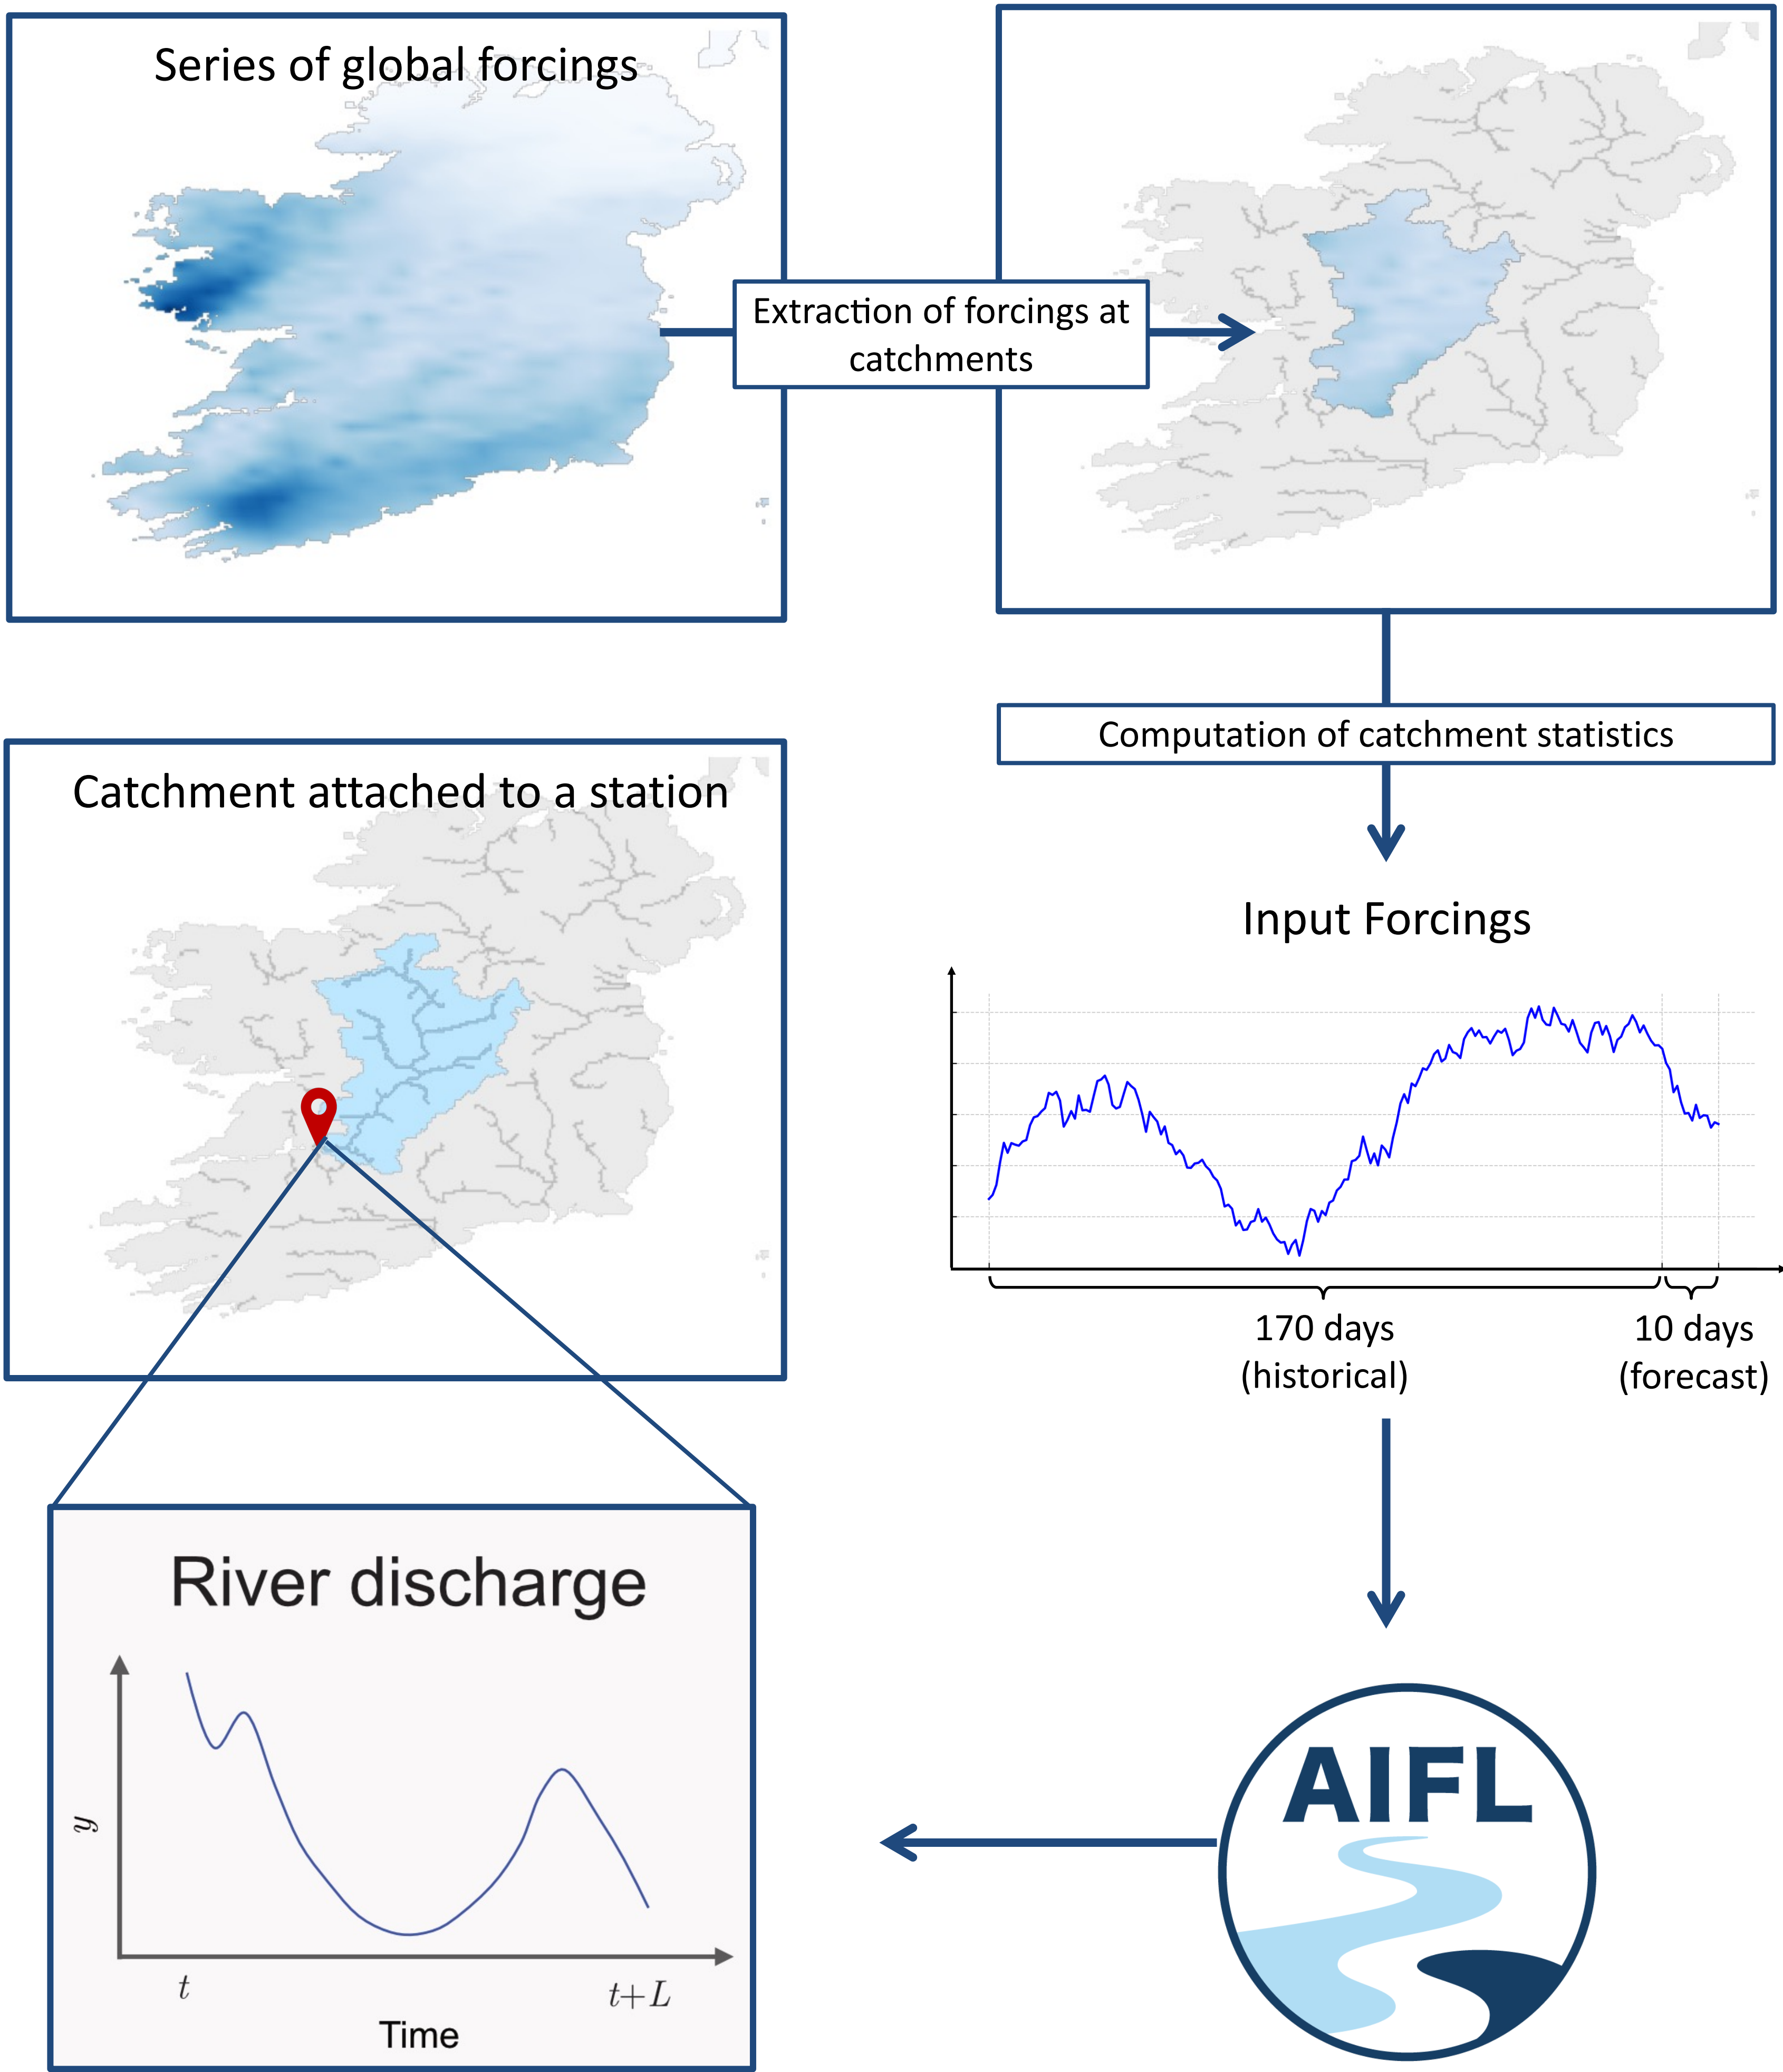 Series of global forcings
Extraction of forcings at
catchments
Computation of catchment statistics
Catchment attached to a station
Input Forcings
170 days
(historical)
10 days
(forecast)
River discharge
y
t
t+L
Time
AIFL